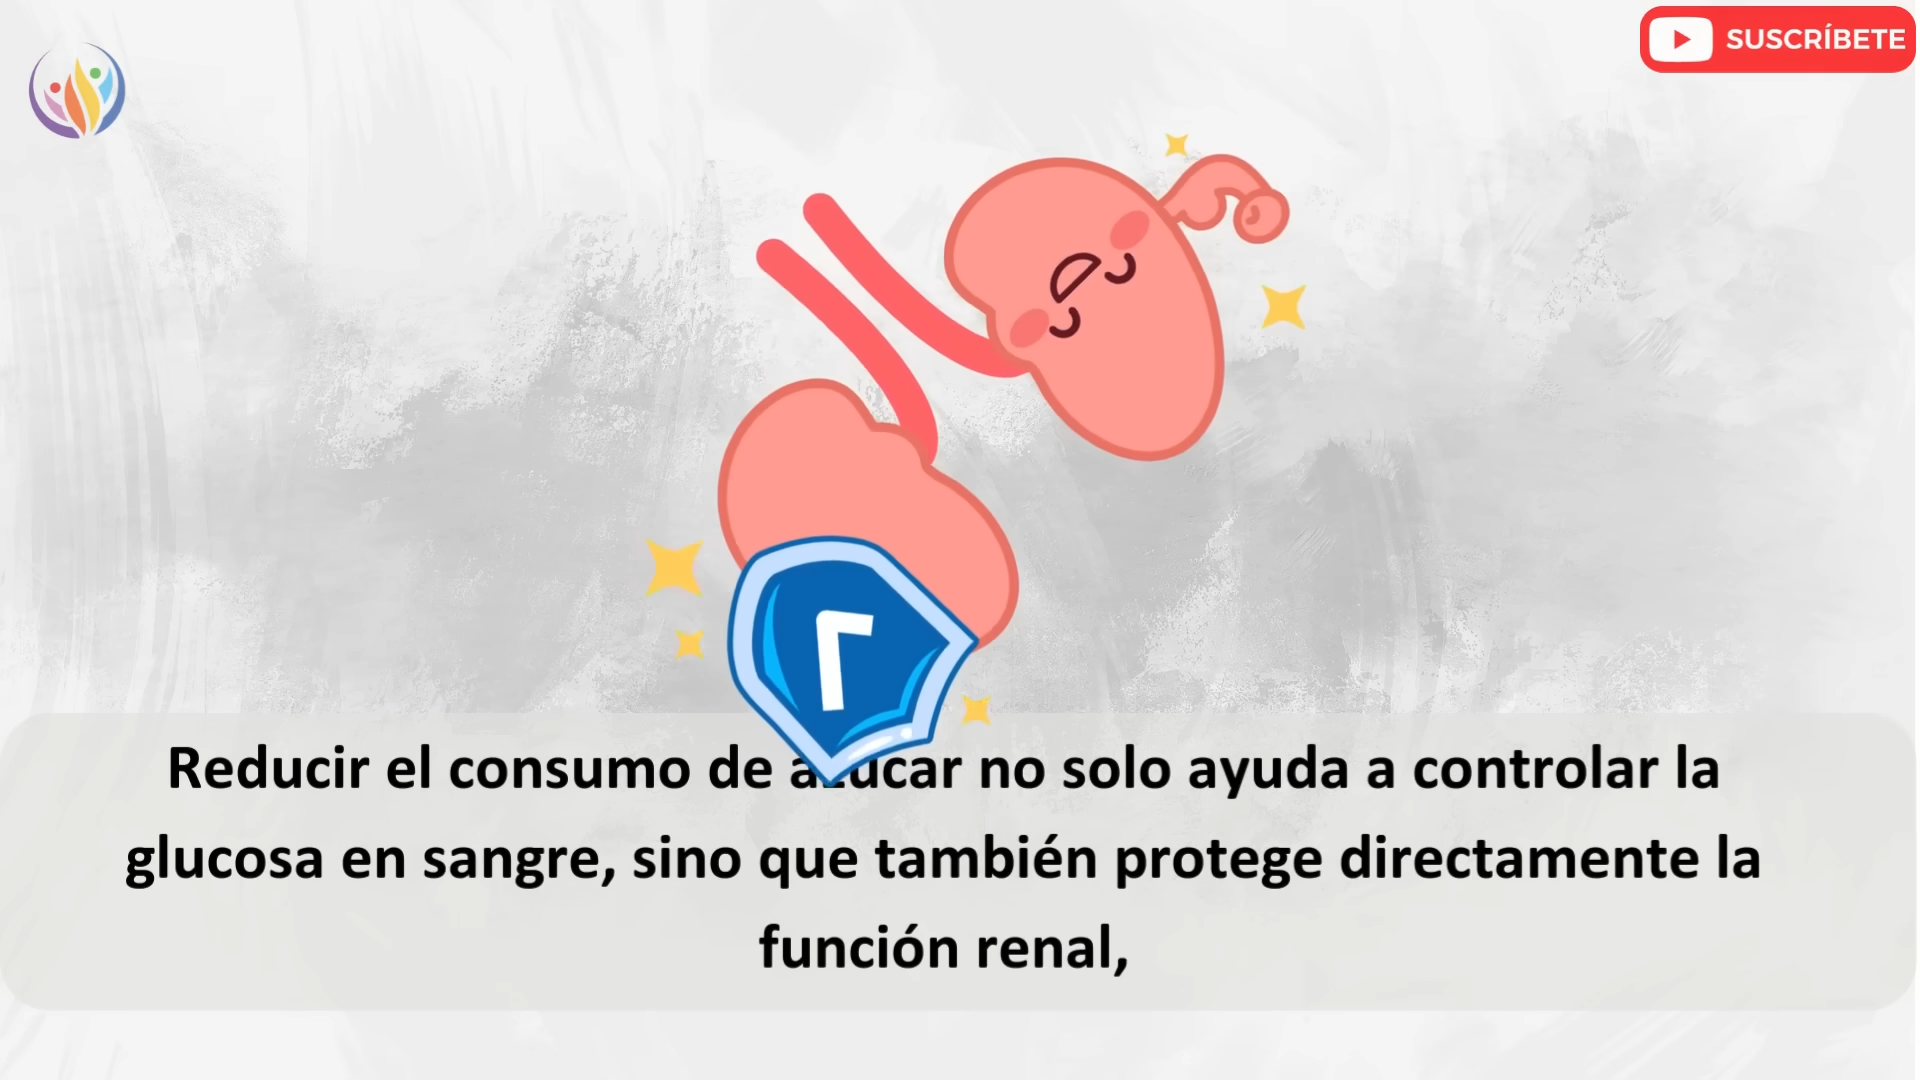 SUSCRÍBETE
Reducir el consumo de azúcar no solo ayuda a controlar la
glucosa en sangre, sino que también protege directamente la
función renal,